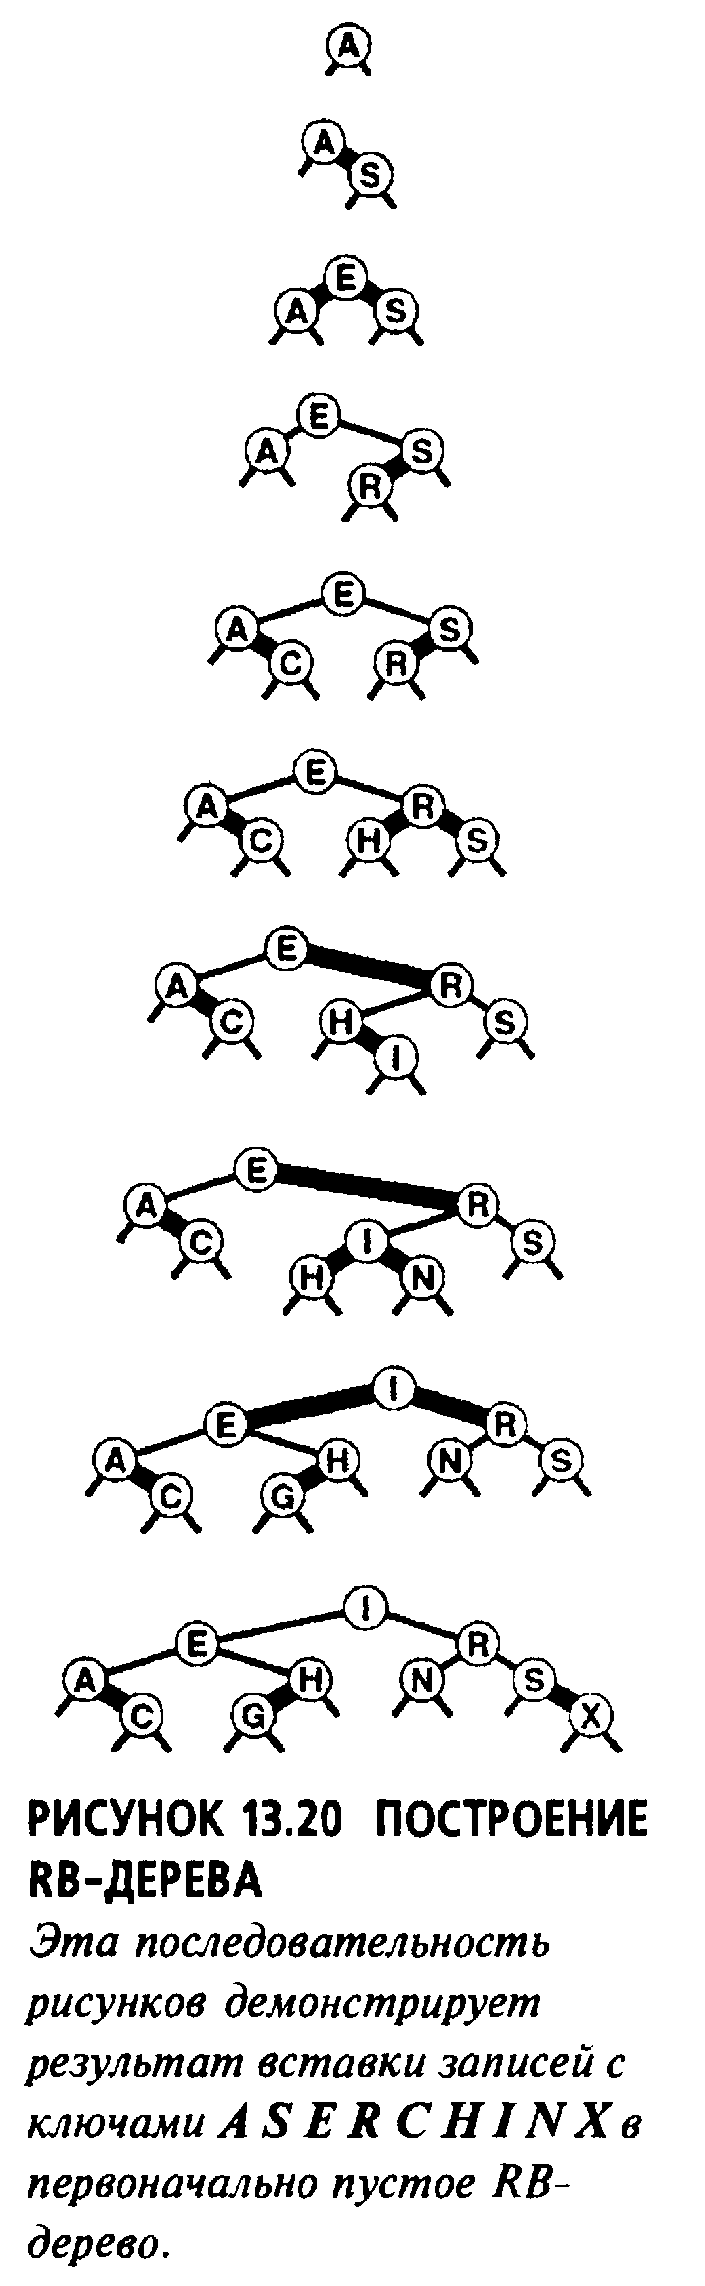 A
A
S
E
A S
E
A S
R
E
A S
C R
E
A R
C H S
E
A R
C H S
I
E
A R
C I S
H N
I
E R
A H N S
C G
I
E R
A H N S
C G X
РИСУНОК 13.20 ПОСТРОЕНИЕ
RB-ДЕРЕВА
Эта последовательность
рисунков демонстрирует
результат вставки записей с
ключами A S E R C H I N X в
первоначально пустое RB-
дерево.